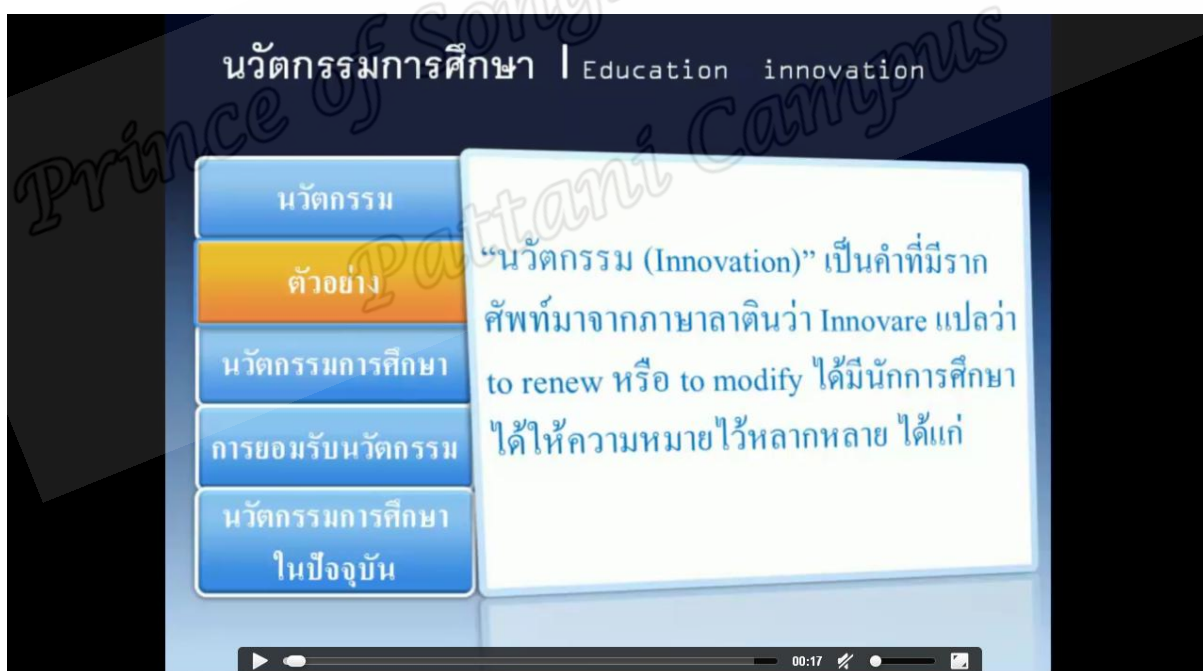 นวัตกรรมการศึกษา | Education innovation
นวัตกรรม
ตัวอย่าง
นวัตกรรมการศึกษา
การยอมรับนวัตกรรม
นวัตกรรมการศึกษา
ในปัจจุบัน
“นวัตกรรม (Innovation)” เป็นคำที่มีราก
ศัพท์มาจากภาษาลาตินว่า Innovare แปลว่า
to renew หรือ to modify ได้มีนักการศึกษา
ได้ให้ความหมายไว้หลากหลาย ได้แก่
00:17
Prince of Song
Pattani Campus